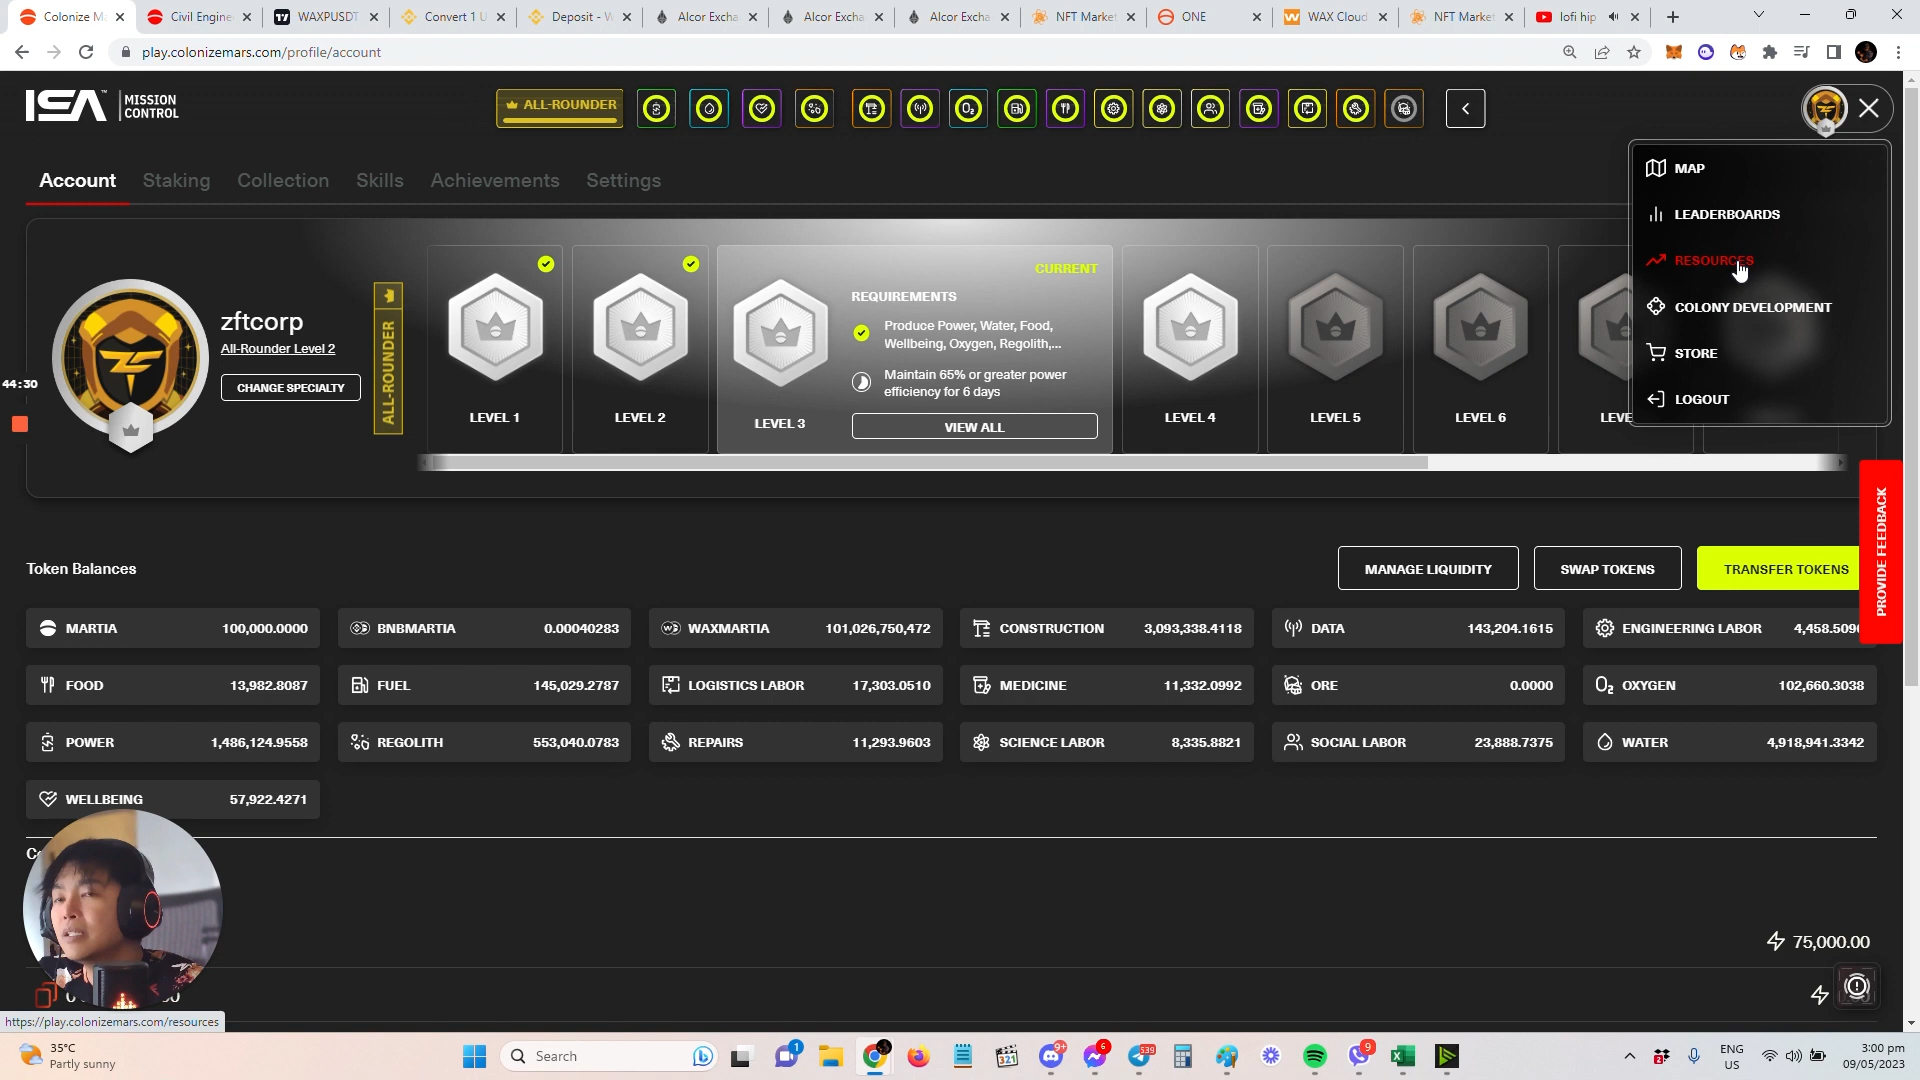 Colonize M
Civil Engine
WAXPUSDT
Convert 1 U
Deposit - W
Alcor Excha
Alcor Excha
Alcor Excha
NFT Market
ONE
WAX Cloud
NFT Market
lofi hip
play.colonizemars.com/profile/account
ISA™ MISSION CONTROL
ALL-ROUNDER
Account Staking Collection Skills Achievements Settings
MAP
LEADERBOARDS
RESOURCES
COLONY DEVELOPMENT
STORE
LOGOUT
zftcorp
All-Rounder Level 2
CHANGE SPECIALTY
ALL-ROUNDER
LEVEL 1
LEVEL 2
LEVEL 3
CURRENT
REQUIREMENTS
Produce Power, Water, Food,
Wellbeing, Oxygen, Regolith,...
Maintain 65% or greater power
efficiency for 6 days
VIEW ALL
LEVEL 4
LEVEL 5
LEVEL 6
LEVE
44:30
PROVIDE FEEDBACK
Token Balances
MANAGE LIQUIDITY
SWAP TOKENS
TRANSFER TOKENS
MARTIA 100,000.0000
BNBMARTIA 0.00040283
WAXMARTIA 101,026,750,472
CONSTRUCTION 3,093,338.4118
DATA 143,204.1615
ENGINEERING LABOR 4,458.509
FOOD 13,982.8087
FUEL 145,029.2787
LOGISTICS LABOR 17,303.0510
MEDICINE 11,332.0992
ORE 0.0000
O₂ OXYGEN 102,660.3038
POWER 1,486,124.9558
REGOLITH 553,040.0783
REPAIRS 11,293.9603
SCIENCE LABOR 8,335.8821
SOCIAL LABOR 23,888.7375
WATER 4,918,941.3342
WELLBEING 57,922.4271
75,000.00
https://play.colonizemars.com/resources
35°C
Partly sunny
Search
ENG
US
3:00 pm
09/05/2023